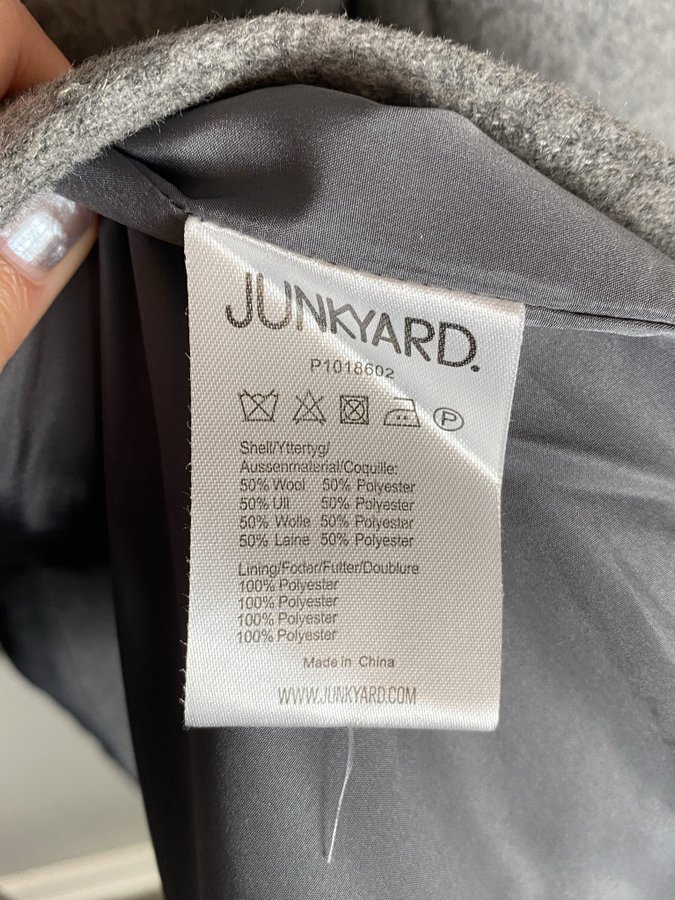 JUNKYARD.
P1018602
P
Shell/Yttertyg/
Aussenmaterial/Coquille:
50% Wool 50% Polyester
50% Ull 50% Polyester
50% Wolle 50% Polyester
50% Laine 50% Polyester
Lining/Foder/Futter/Doublure
100% Polyester
100% Polyester
100% Polyester
100% Polyester
Made in China
WWW.JUNKYARD.COM